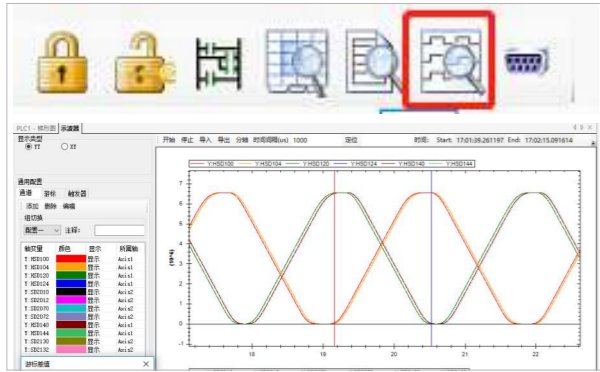 PLC1 - 梯形图 示波器
显示类型
YT XY
开始 停止 导入 导出 分轴 时间间隔(us) 1000 定位 时间: Start: 17:01:39.261197 End: 17:02:15.091614
Y:HSD100 Y:HSD104 Y:HSD120 Y:HSD124 Y:HSD140 Y:HSD144
通用配置
通道 游标 触发器
添加 删除 编辑
组切换
配置一 注释:
轴变量 颜色 显示 所属轴
Y:HSD100 显示 Axis1
Y:HSD104 显示 Axis1
Y:HSD120 显示 Axis1
Y:HSD124 显示 Axis1
Y:SD2010 显示 Axis2
Y:SD2012 显示 Axis2
Y:SD2070 显示 Axis2
Y:SD2072 显示 Axis2
Y:HSD140 显示 Axis1
Y:HSD144 显示 Axis1
Y:SD2130 显示 Axis2
Y:SD2132 显示 Axis2
游标差值 ×
(10^6)
7
6
5
4
3
2
1
0
-1
18 19 20 21 22